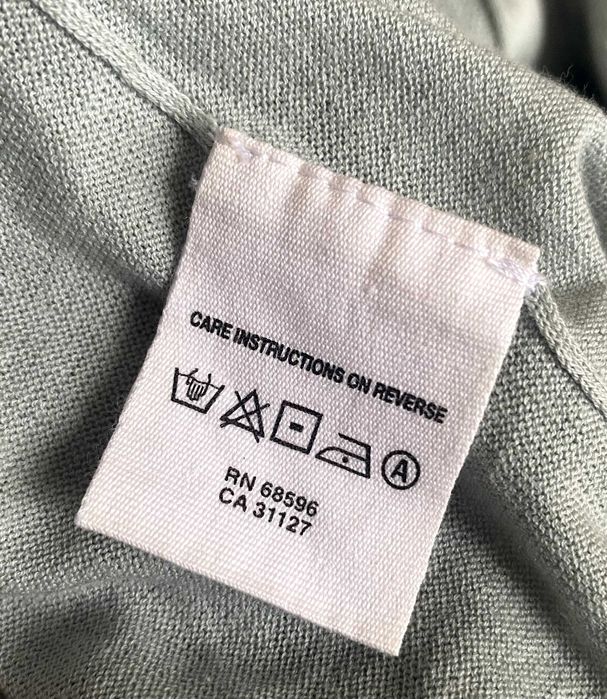 CARE INSTRUCTIONS ON REVERSE
A
RN 68596
CA 31127